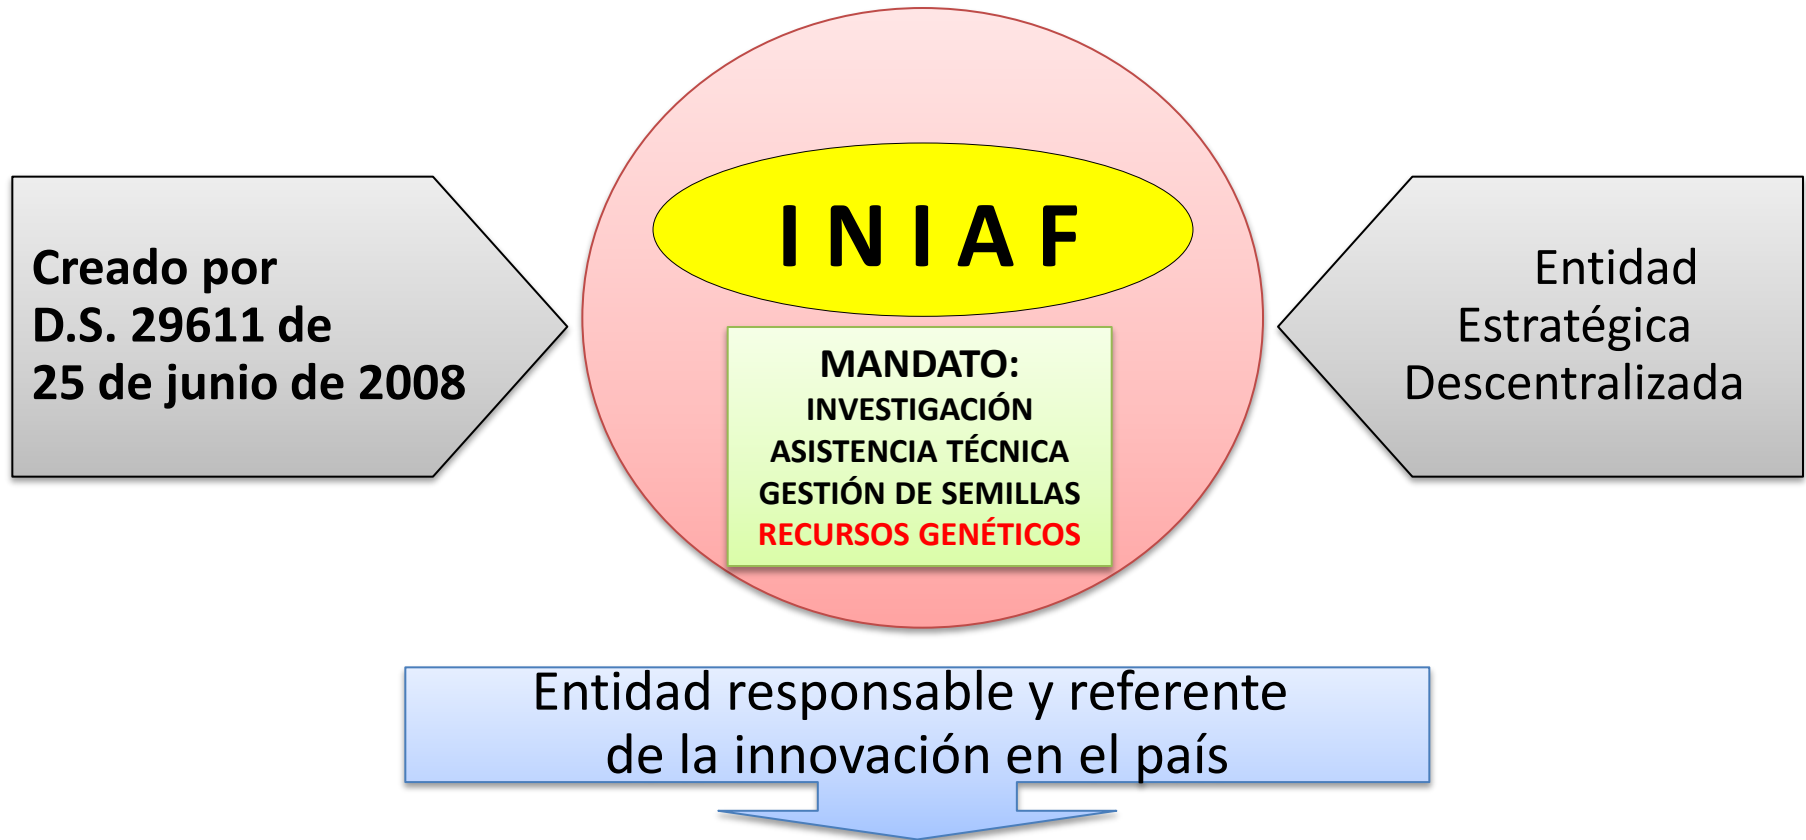 Creado por
D.S. 29611 de
25 de junio de 2008
I N I A F
MANDATO:
INVESTIGACIÓN
ASISTENCIA TÉCNICA
GESTIÓN DE SEMILLAS
RECURSOS GENÉTICOS
Entidad
Estratégica
Descentralizada
Entidad responsable y referente
de la innovación en el país